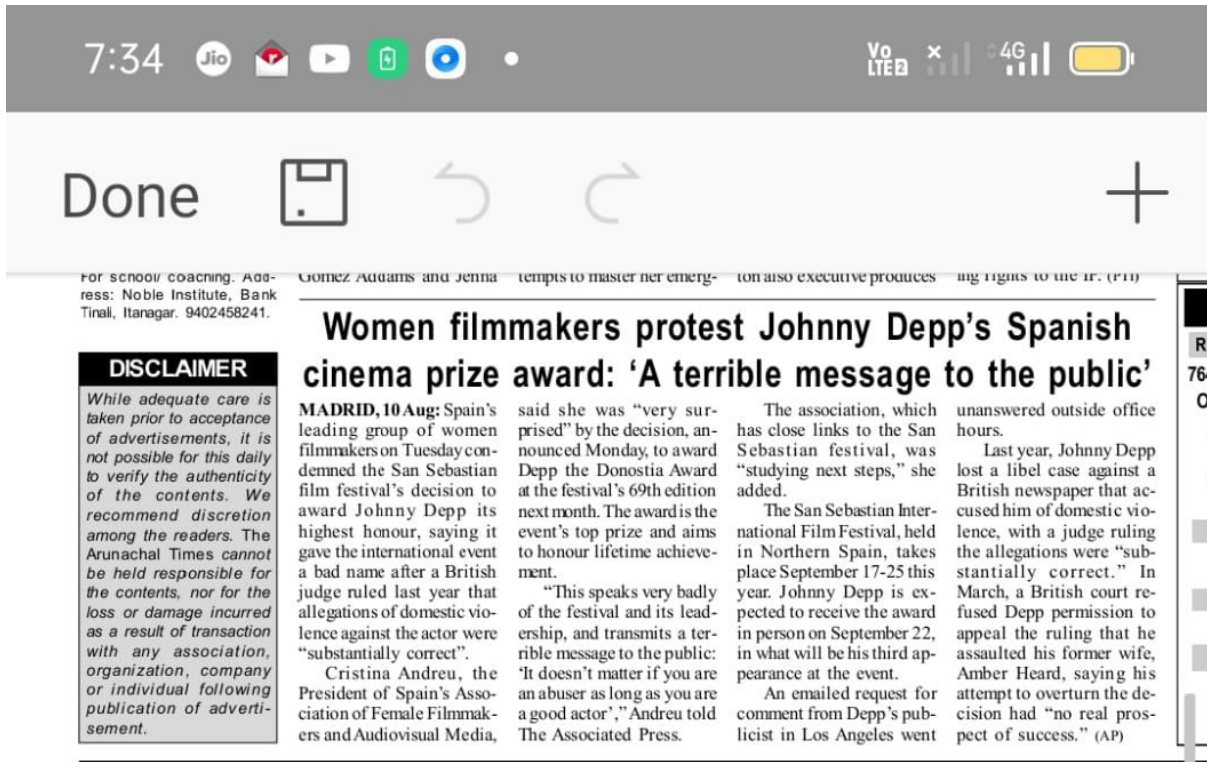 7:34 Jio Vo LTE 2 4G
Done
For school/ coaching. Add-
ress: Noble Institute, Bank
Tinali, Itanagar. 9402458241.
DISCLAIMER
While adequate care is
taken prior to acceptance
of advertisements, it is
not possible for this daily
to verify the authenticity
of the contents. We
recommend discretion
among the readers. The
Arunachal Times cannot
be held responsible for
the contents, nor for the
loss or damage incurred
as a result of transaction
with any association,
organization, company
or individual following
publication of adverti-
sement.
Gomez Addams and Jenna
tempts to master her emerg-
ton also executive produces
ing rights to the IP. (PTI)
Women filmmakers protest Johnny Depp's Spanish
cinema prize award: 'A terrible message to the public'
MADRID, 10 Aug: Spain's
leading group of women
filmmakers on Tuesday con-
demned the San Sebastian
film festival's decision to
award Johnny Depp its
highest honour, saying it
gave the international event
a bad name after a British
judge ruled last year that
allegations of domestic vio-
lence against the actor were
"substantially correct".
Cristina Andreu, the
President of Spain's Asso-
ciation of Female Filmmak-
ers and Audiovisual Media,
said she was "very sur-
prised" by the decision, an-
nounced Monday, to award
Depp the Donostia Award
at the festival's 69th edition
next month. The award is the
event's top prize and aims
to honour lifetime achieve-
ment.
"This speaks very badly
of the festival and its lead-
ership, and transmits a ter-
rible message to the public:
'It doesn't matter if you are
an abuser as long as you are
a good actor'," Andreu told
The Associated Press.
The association, which
has close links to the San
Sebastian festival, was
"studying next steps," she
added.
The San Sebastian Inter-
national Film Festival, held
in Northern Spain, takes
place September 17-25 this
year. Johnny Depp is ex-
pected to receive the award
in person on September 22,
in what will be his third ap-
pearance at the event.
An emailed request for
comment from Depp's pub-
licist in Los Angeles went
unanswered outside office
hours.
Last year, Johnny Depp
lost a libel case against a
British newspaper that ac-
cused him of domestic vio-
lence, with a judge ruling
the allegations were "sub-
stantially correct." In
March, a British court re-
fused Depp permission to
appeal the ruling that he
assaulted his former wife,
Amber Heard, saying his
attempt to overturn the de-
cision had "no real pros-
pect of success." (AP)
R